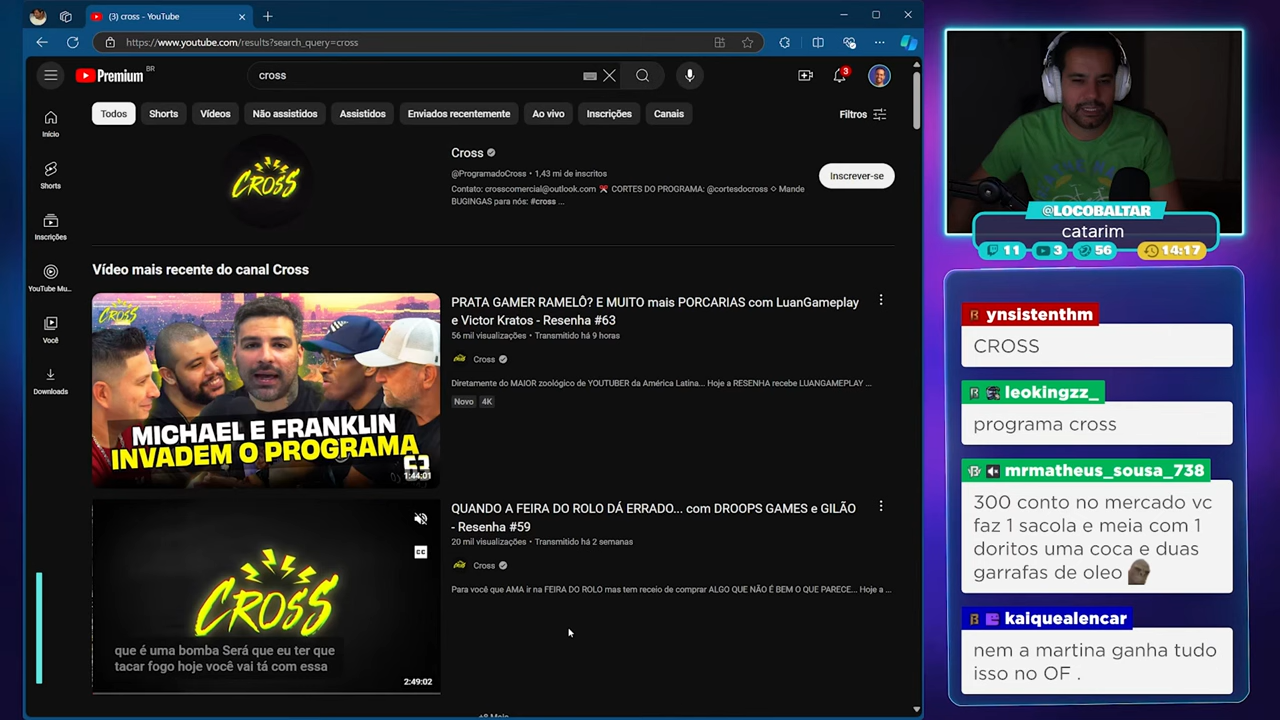 (3) cross - YouTube
https://www.youtube.com/results?search_query=cross
Premium BR
cross
3
Todos
Shorts
Vídeos
Não assistidos
Assistidos
Enviados recentemente
Ao vivo
Inscrições
Canais
Filtros
Início
Shorts
Inscrições
YouTube Mu...
Você
Downloads
CROSS
Cross
@ProgramadoCross • 1,43 mi de inscritos
Contato: crosscomercial@outlook.com ❌ CORTES DO PROGRAMA: @cortesdocross ◇ Mande
BUGINGAS para nós: #cross ...
Inscrever-se
Vídeo mais recente do canal Cross
CROSS
MICHAEL E FRANKLIN
INVADEM O PROGRAMA
63
1:44:01
PRATA GAMER RAMELÔ? E MUITO mais PORCARIAS com LuanGameplay
e Victor Kratos - Resenha #63
56 mil visualizações • Transmitido há 9 horas
Cross
Diretamente do MAIOR zoológico de YOUTUBER da América Latina... Hoje a RESENHA recebe LUANGAMEPLAY ...
Novo
4K
CC
CROSS
que é uma bomba Será que eu ter que
tacar fogo hoje você vai tá com essa
2:49:02
QUANDO A FEIRA DO ROLO DÁ ERRADO... com DROOPS GAMES e GILÃO
- Resenha #59
20 mil visualizações • Transmitido há 2 semanas
Cross
Para você que AMA ir na FEIRA DO ROLO mas tem receio de comprar ALGO QUE NÃO É BEM O QUE PARECE... Hoje a ...
@LOCOBALTAR
catarim
11
3
56
14:17
ynsistenthm
CROSS
leokingzz_
programa cross
mrmatheus_sousa_738
300 conto no mercado vc
faz 1 sacola e meia com 1
doritos uma coca e duas
garrafas de oleo
kaiquealencar
nem a martina ganha tudo
isso no OF .